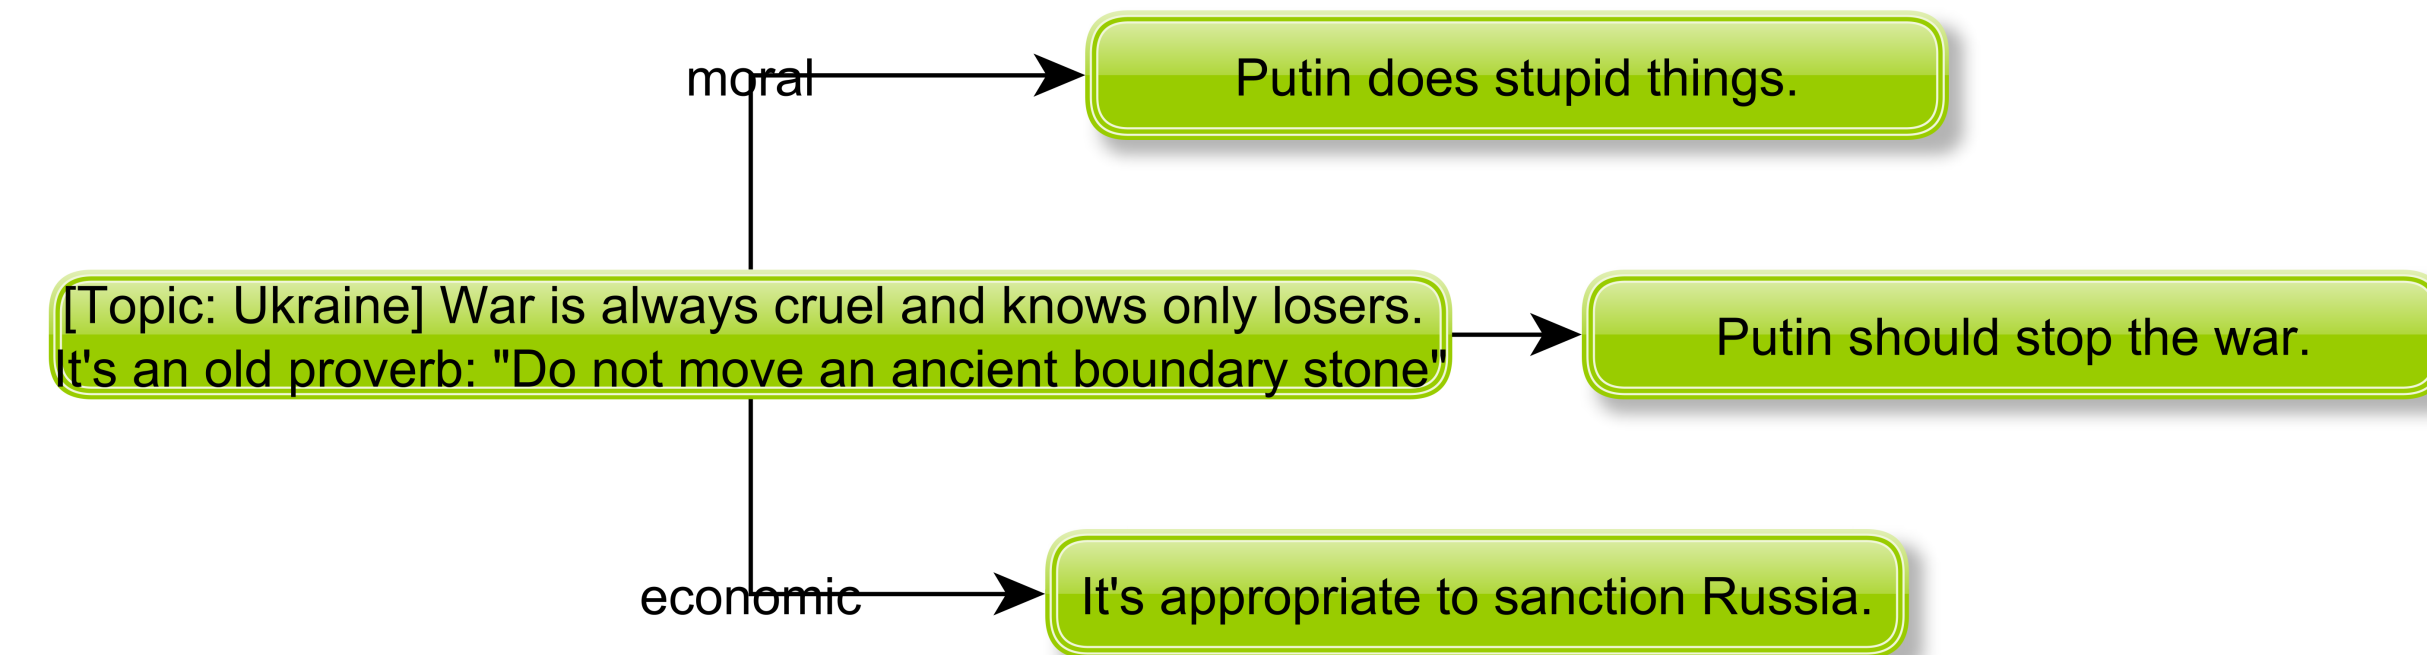 moral
Putin does stupid things.
[Topic: Ukraine] War is always cruel and knows only losers.
It's an old proverb: "Do not move an ancient boundary stone"
Putin should stop the war.
economic
It's appropriate to sanction Russia.